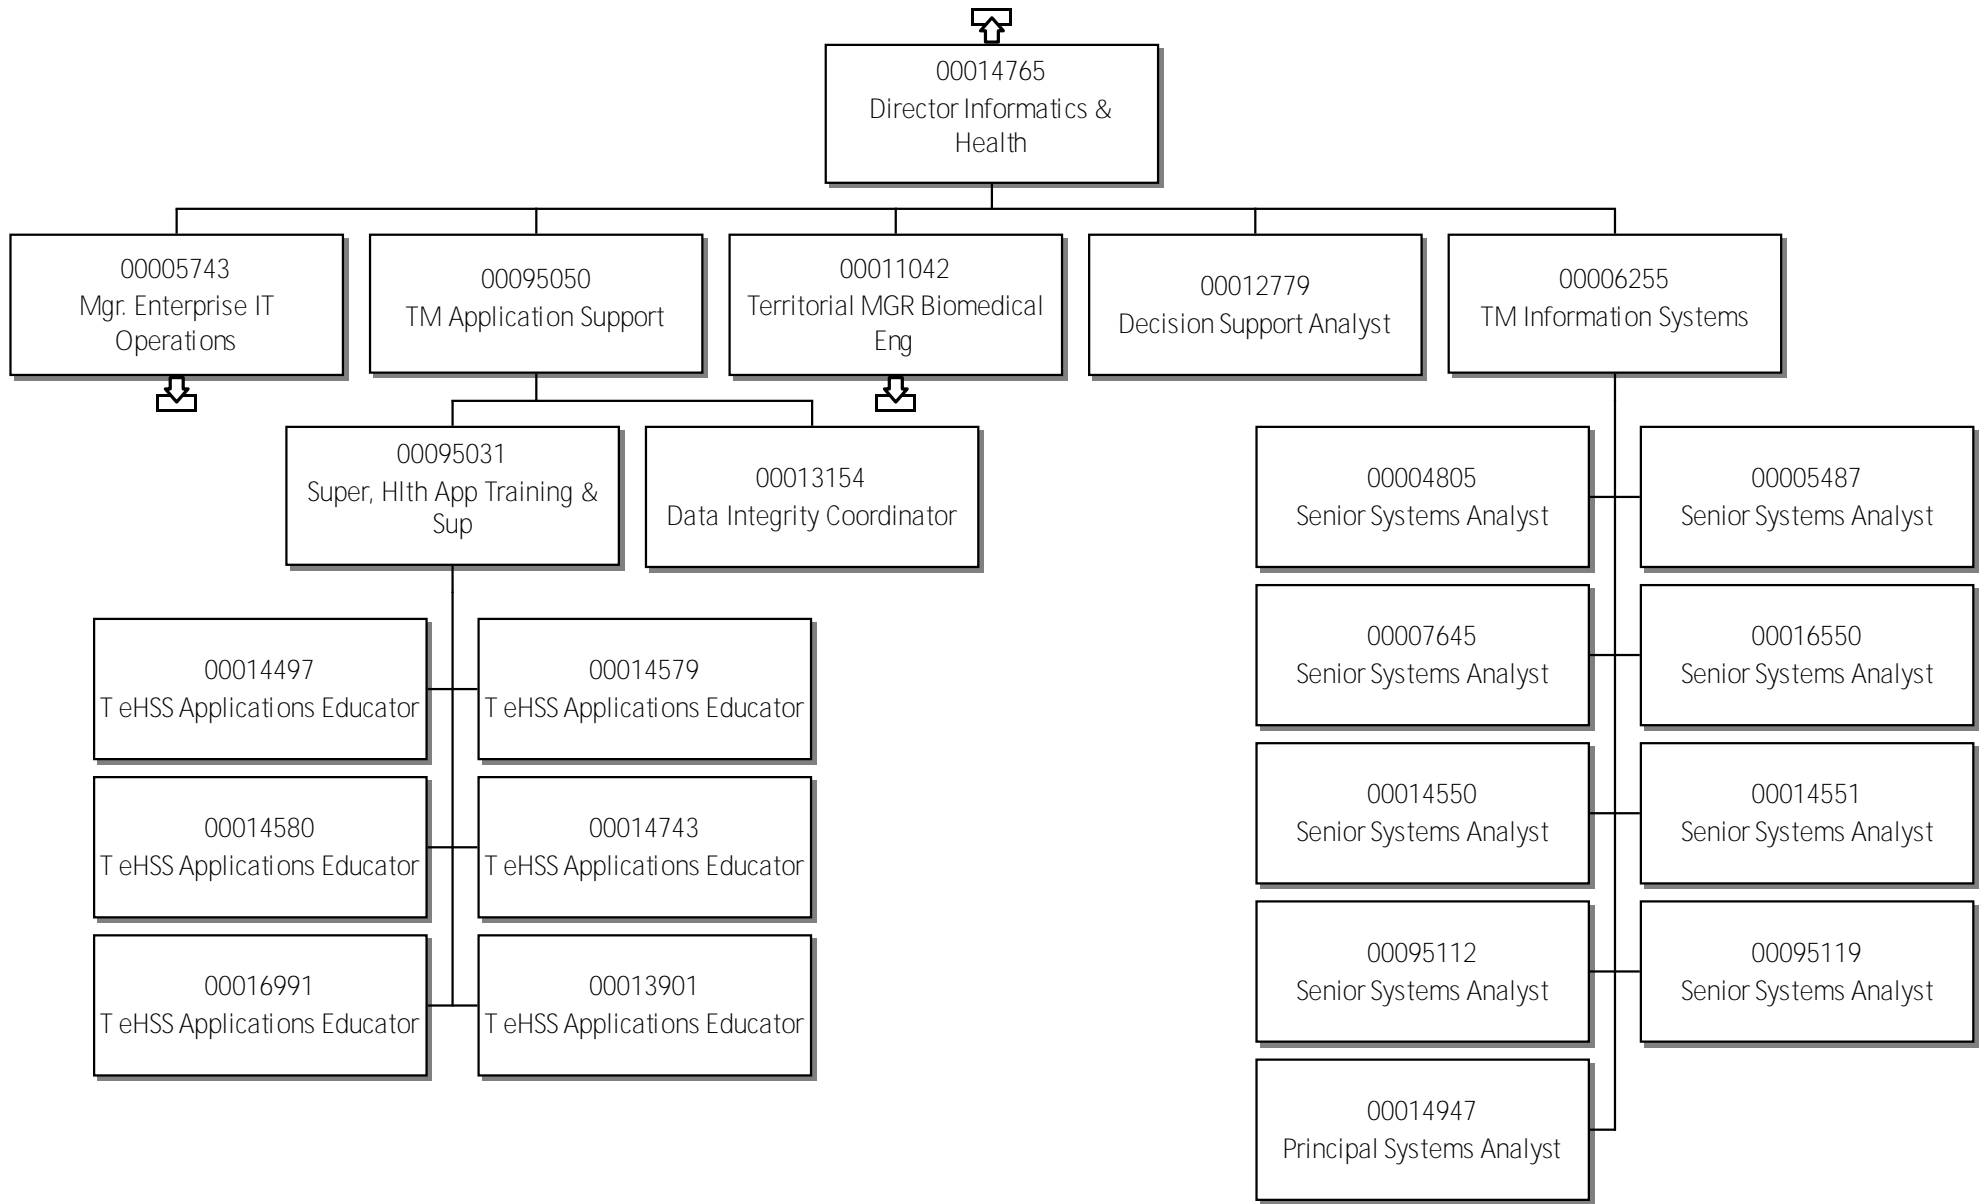 00014765
Director Informatics &
Health
00005743
Mgr. Enterprise IT
Operations
00095050
TM Application Support
00011042
Territorial MGR Biomedical
Eng
00012779
Decision Support Analyst
00006255
TM Information Systems
00095031
Super, Hlth App Training &
Sup
00013154
Data Integrity Coordinator
00004805
Senior Systems Analyst
00005487
Senior Systems Analyst
00007645
Senior Systems Analyst
00016550
Senior Systems Analyst
00014497
T eHSS Applications Educator
00014579
T eHSS Applications Educator
00014550
Senior Systems Analyst
00014551
Senior Systems Analyst
00014580
T eHSS Applications Educator
00014743
T eHSS Applications Educator
00095112
Senior Systems Analyst
00095119
Senior Systems Analyst
00016991
T eHSS Applications Educator
00013901
T eHSS Applications Educator
00014947
Principal Systems Analyst